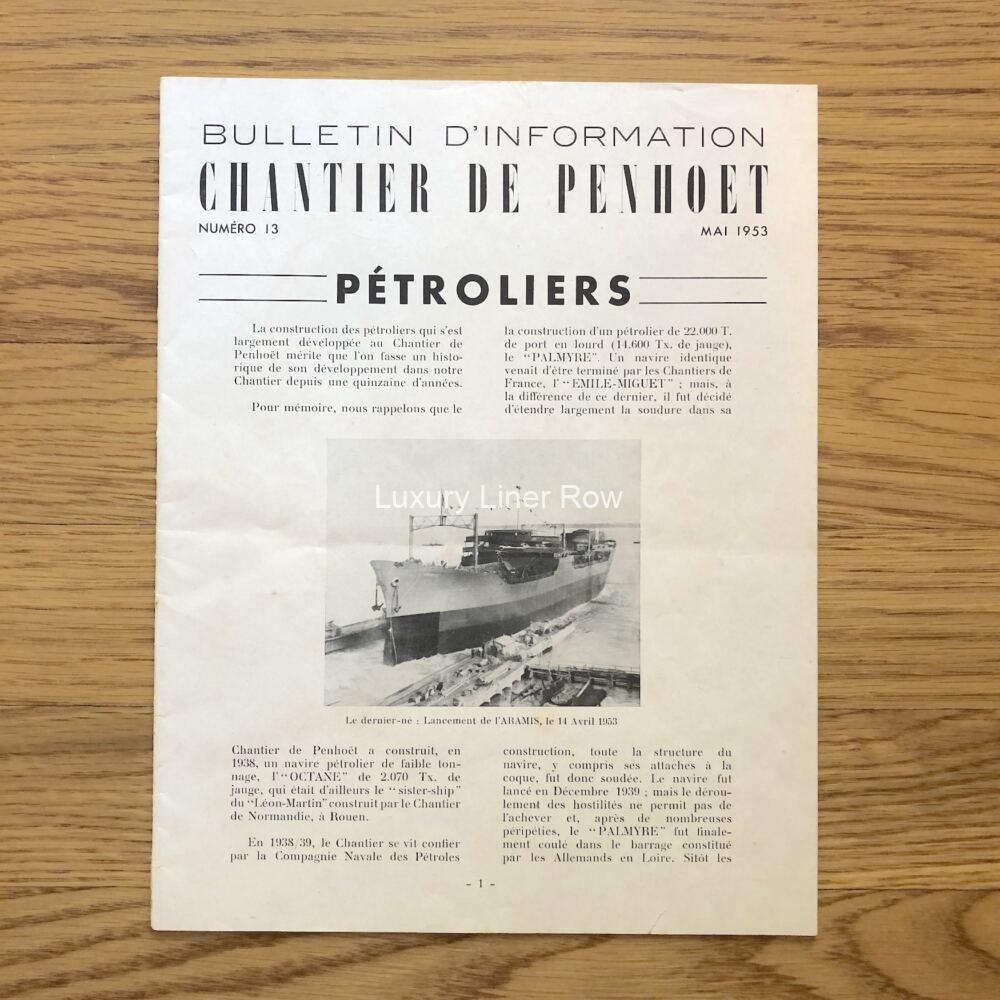 BULLETIN D'INFORMATION
CHANTIER DE PENHOET
NUMÉRO 13
MAI 1953
PÉTROLIERS
La construction des pétroliers qui s'est
largement développée au Chantier de
Penhoët mérite que l'on fasse un histo-
rique de son développement dans notre
Chantier depuis une quinzaine d'années.
Pour mémoire, nous rappelons que le
la construction d'un pétrolier de 22.000 T.
de port en lourd (14.600 Tx. de jauge),
le "PALMYRE". Un navire identique
venait d'être terminé par les Chantiers de
France, l'"EMILE-MIGUET" ; mais, à
la différence de ce dernier, il fut décidé
d'étendre largement la soudure dans sa
Luxury Liner Row
Le dernier-né : Lancement de l'ARAMIS, le 14 Avril 1953
Chantier de Penhoët a construit, en
1938, un navire pétrolier de faible ton-
nage, l'"OCTANE" de 2.070 Tx. de
jauge, qui était d'ailleurs le "sister-ship"
du "Léon-Martin" construit par le Chantier
de Normandie, à Rouen.
En 1938/39, le Chantier se vit confier
par la Compagnie Navale des Pétroles
construction, toute la structure du
navire, y compris ses attaches à la
coque, fut donc soudée. Le navire fut
lancé en Décembre 1939 ; mais le dérou-
lement des hostilités ne permit pas de
l'achever et, après de nombreuses
péripéties, le "PALMYRE" fut finale-
ment coulé dans le barrage constitué
par les Allemands en Loire. Sitôt les
- 1 -